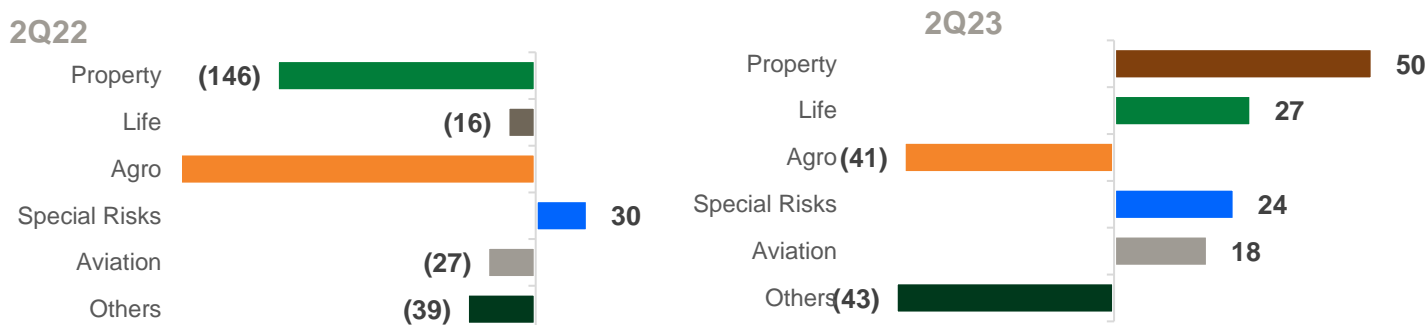 2Q22
Property (146)
Life (16)
Agro
Special Risks 30
Aviation (27)
Others (39)
2Q23
Property 50
Life 27
Agro (41)
Special Risks 24
Aviation 18
Others (43)